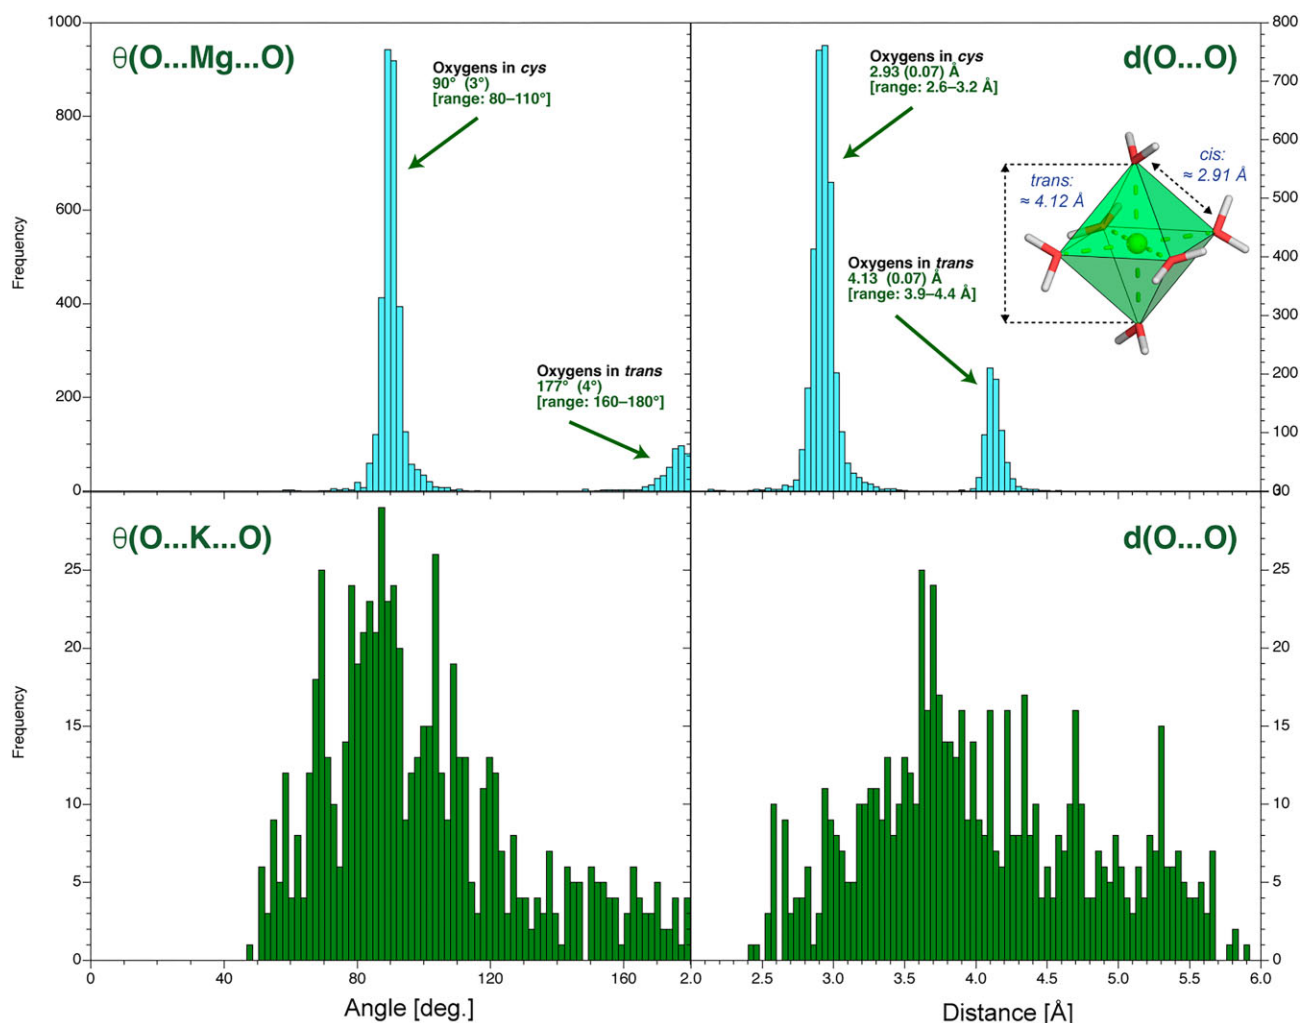 θ(O...Mg...O)
Oxygens in cys
90° (3°)
[range: 80–110°]
Oxygens in trans
177° (4°)
[range: 160–180°]
1000
800
600
400
200
0
Frequency
d(O...O)
Oxygens in cys
2.93 (0.07) Å
[range: 2.6–3.2 Å]
cis:
≈ 2.91 Å
trans:
≈ 4.12 Å
Oxygens in trans
4.13 (0.07) Å
[range: 3.9–4.4 Å]
800
700
600
500
400
300
200
100
θ(O...K...O)
25
20
15
10
5
0
Frequency
0
40
80
120
160
Angle [deg.]
d(O...O)
25
20
15
10
5
0
2.0
2.5
3.0
3.5
4.0
4.5
5.0
5.5
6.0
Distance [Å]